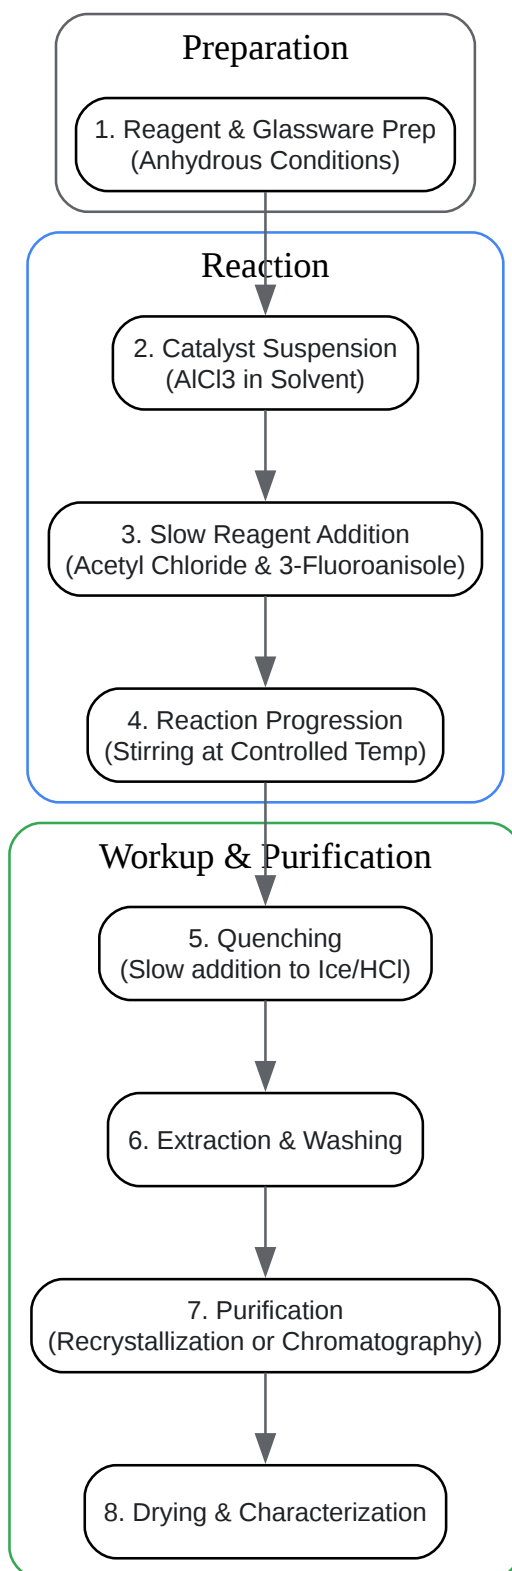 Preparation
1. Reagent & Glassware Prep
(Anhydrous Conditions)
Reaction
2. Catalyst Suspension
(AlCl3 in Solvent)
3. Slow Reagent Addition
(Acetyl Chloride & 3-Fluoroanisole)
4. Reaction Progression
(Stirring at Controlled Temp)
Workup & Purification
5. Quenching
(Slow addition to Ice/HCl)
6. Extraction & Washing
7. Purification
(Recrystallization or Chromatography)
8. Drying & Characterization